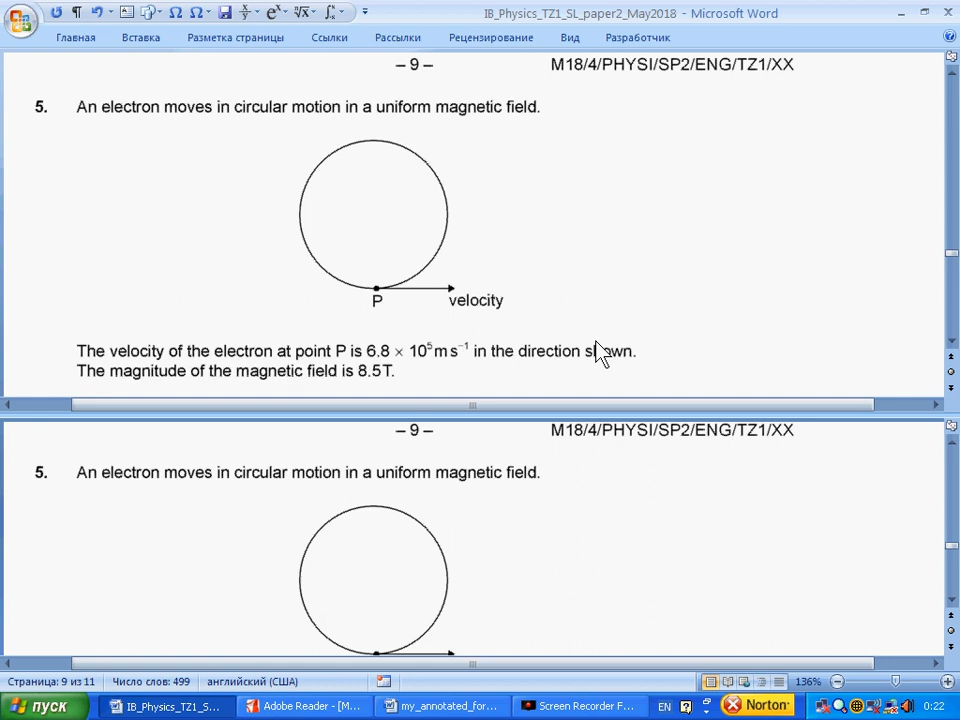 IB_Physics_TZ1_SL_paper2_May2018 - Microsoft Word
Главная Вставка Разметка страницы Ссылки Рассылки Рецензирование Вид Разработчик
– 9 – M18/4/PHYSI/SP2/ENG/TZ1/XX
5. An electron moves in circular motion in a uniform magnetic field.
P velocity
The velocity of the electron at point P is 6.8 × 10⁵ m s⁻¹ in the direction shown.
The magnitude of the magnetic field is 8.5T.
– 9 – M18/4/PHYSI/SP2/ENG/TZ1/XX
5. An electron moves in circular motion in a uniform magnetic field.
Страница: 9 из 11 Число слов: 499 английский (США) 136%
пуск IB_Physics_TZ1_S... Adobe Reader - [M... my_annotated_for... Screen Recorder F... EN Norton 0:22